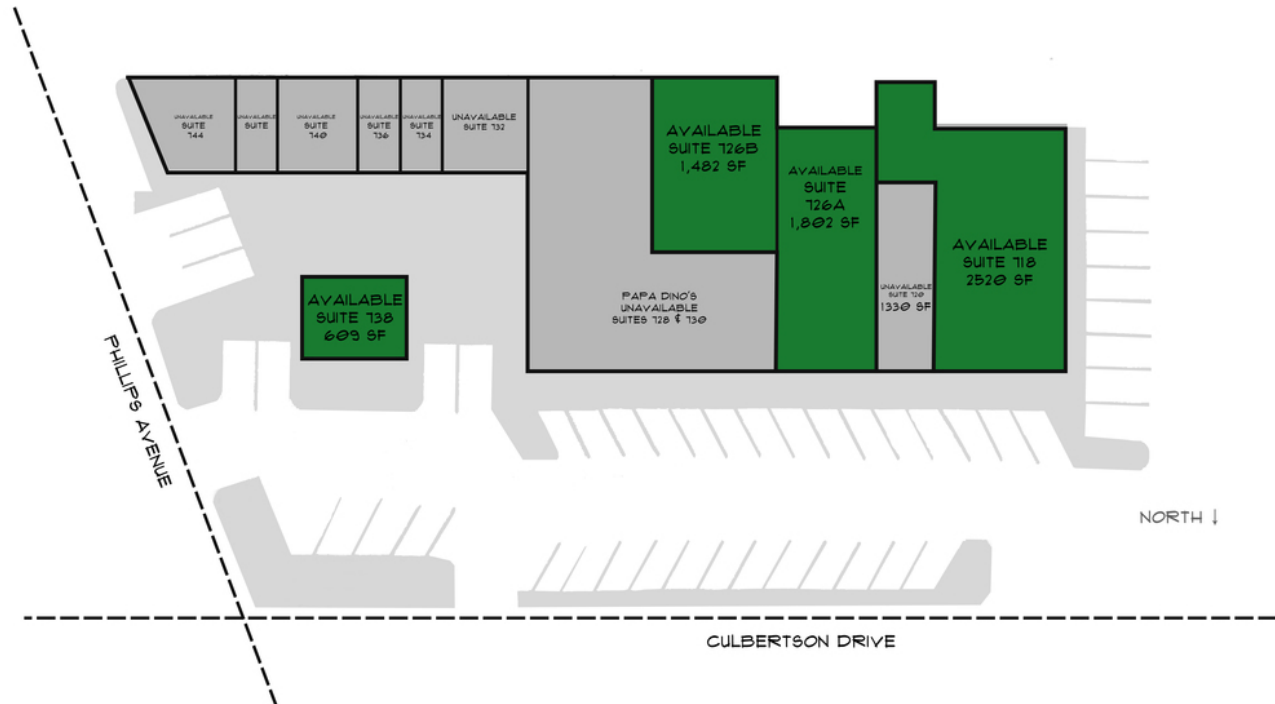 UNAVAILABLE
SUITE
744
UNAVAILABLE
SUITE
UNAVAILABLE
SUITE
740
UNAVAILABLE
SUITE
736
UNAVAILABLE
SUITE
734
UNAVAILABLE
SUITE 732
AVAILABLE
SUITE 726B
1,482 SF
AVAILABLE
SUITE
726A
1,802 SF
AVAILABLE
SUITE 718
2520 SF
UNAVAILABLE
SUITE 720
1330 SF
PAPA DINO'S
UNAVAILABLE
SUITES 728 & 730
AVAILABLE
SUITE 738
609 SF
PHILLIPS AVENUE
NORTH ↓
CULBERTSON DRIVE